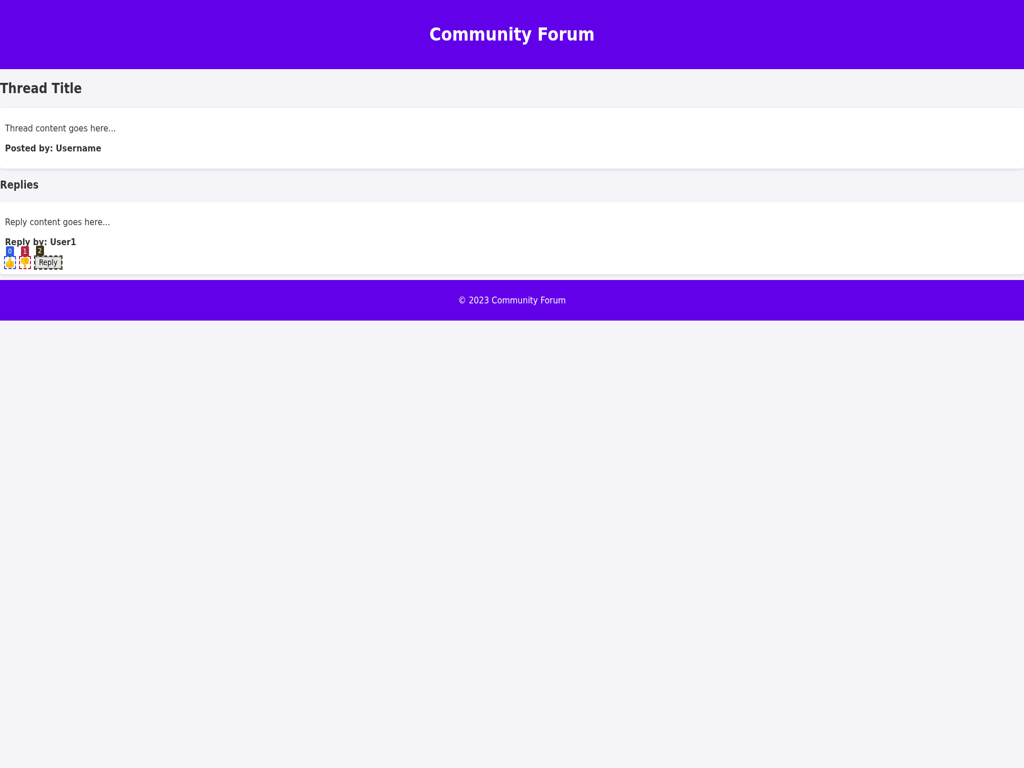 Community Forum
Thread Title
Thread content goes here...
Posted by: Username
Replies
Reply content goes here...
Reply by: User1
0 1 2
👍 👎 Reply
© 2023 Community Forum